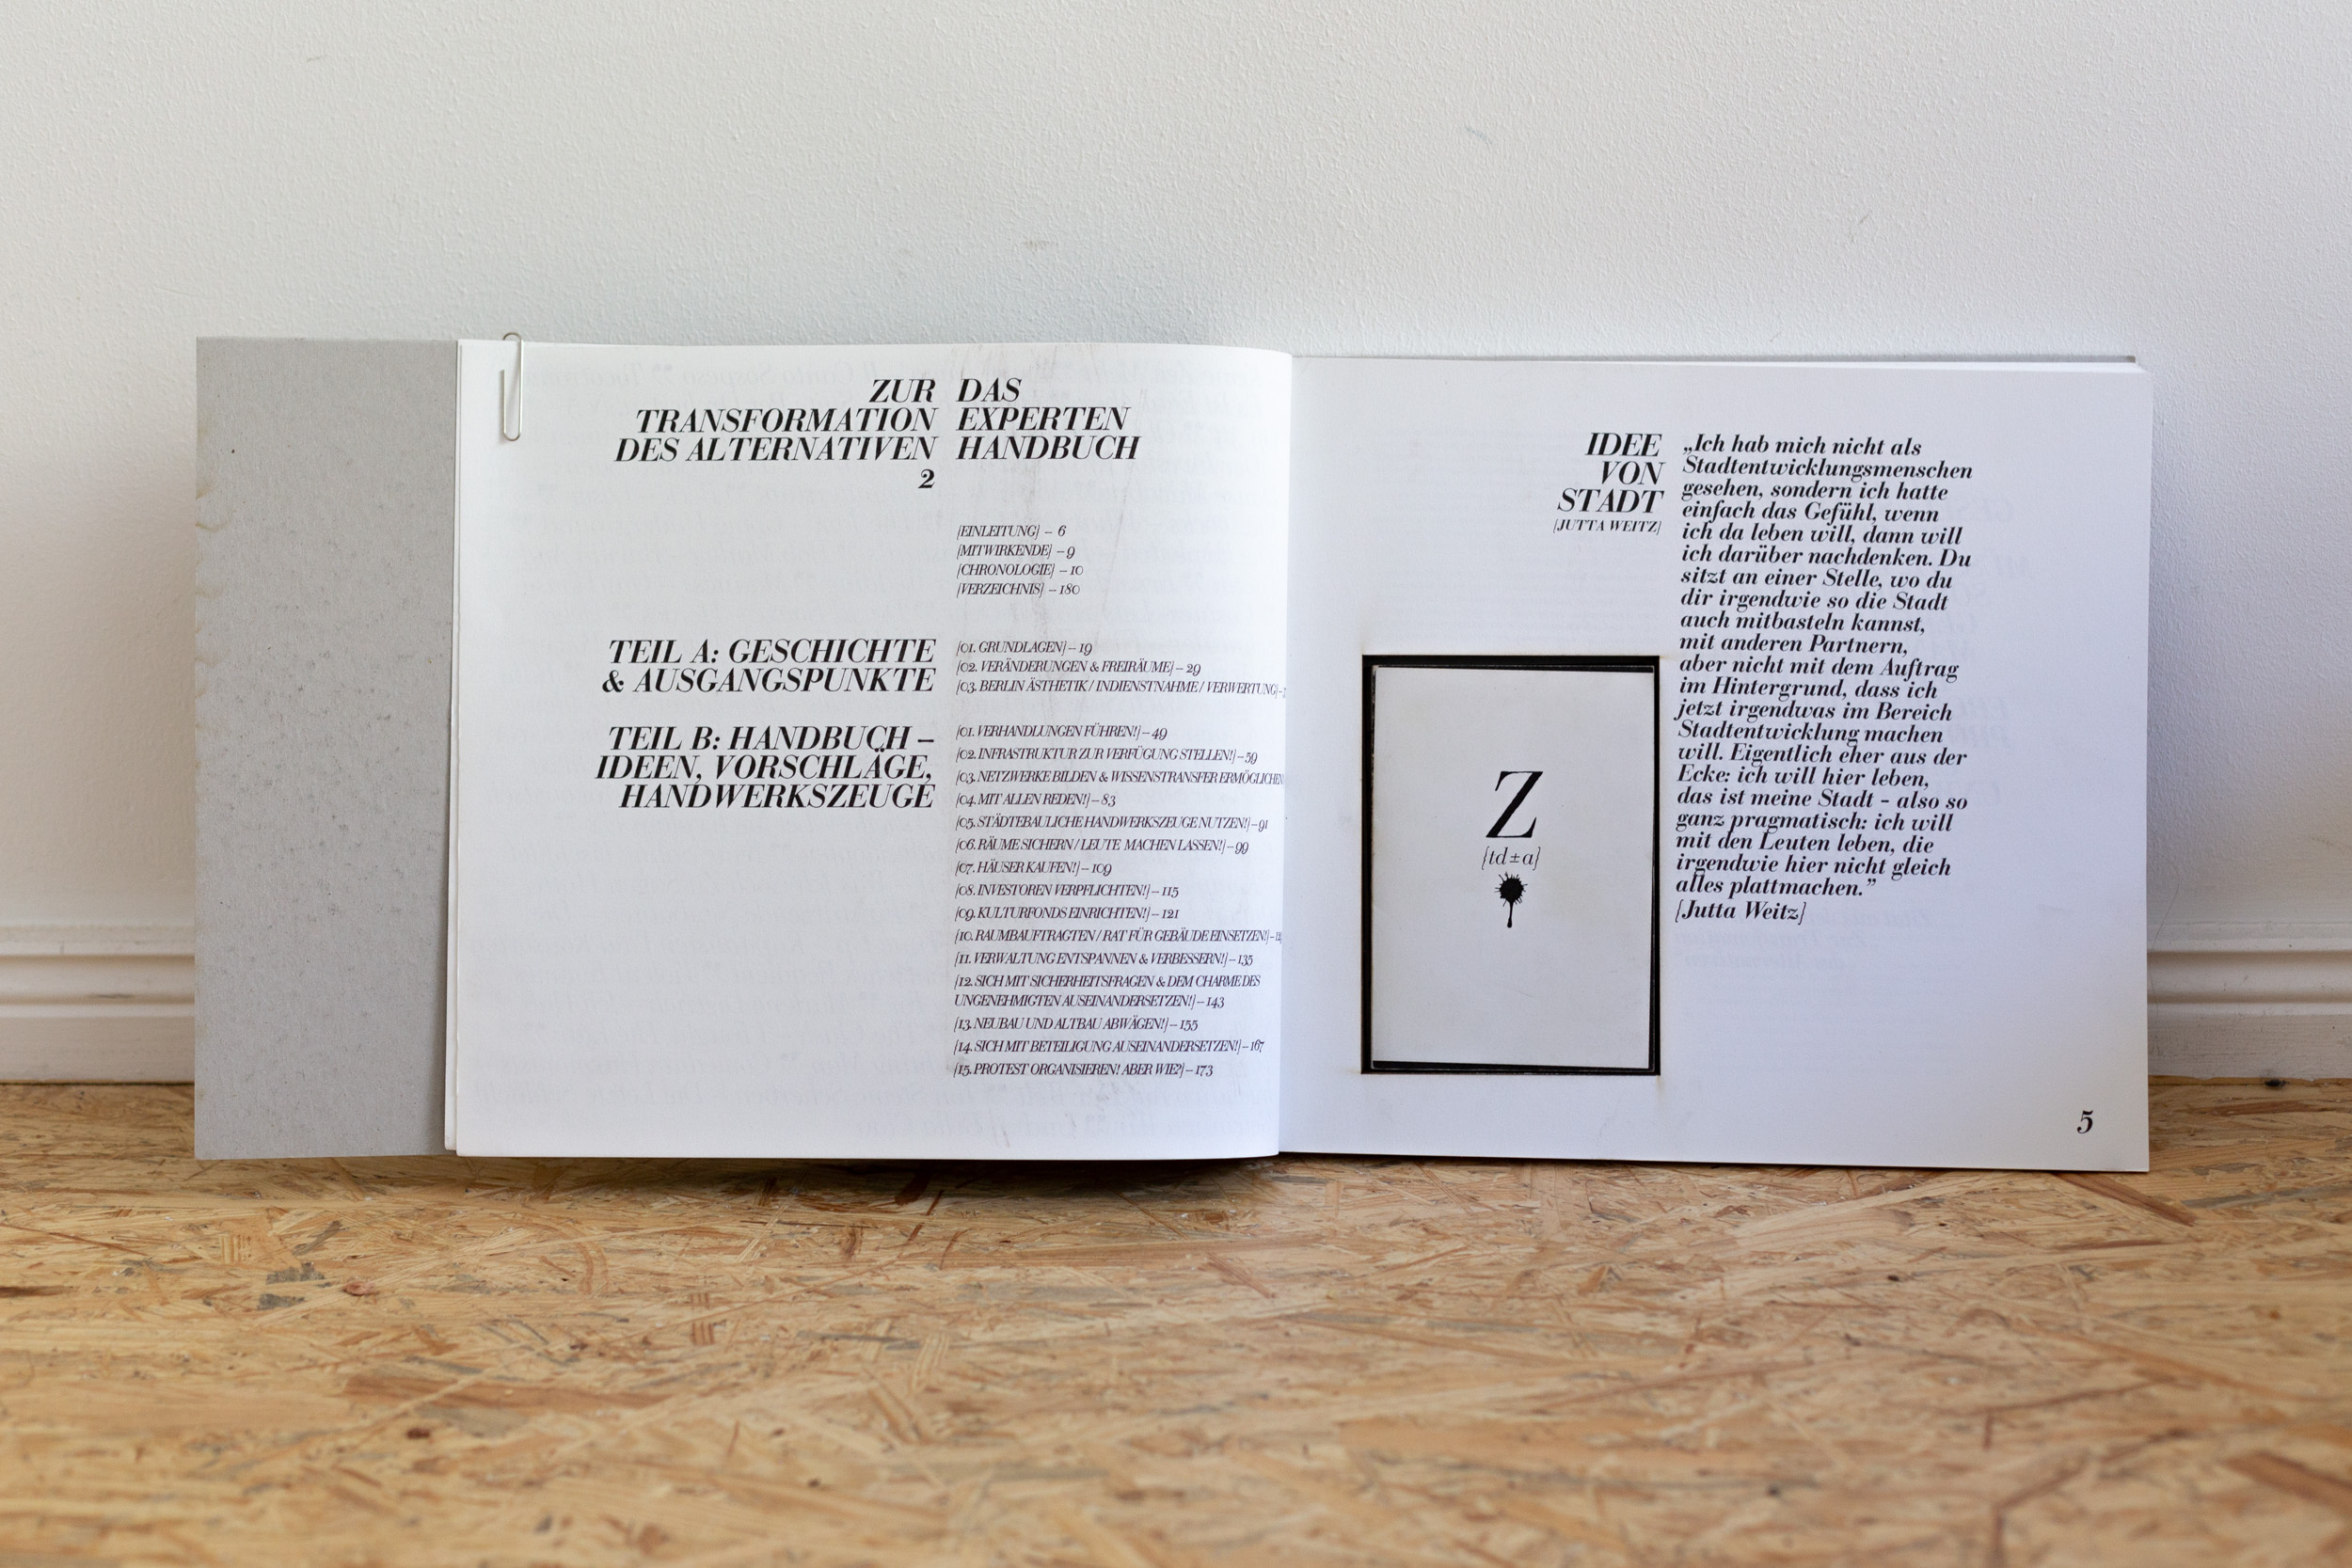 ZUR
TRANSFORMATION
DES ALTERNATIVEN
2
DAS
EXPERTEN
HANDBUCH
[EINLEITUNG] – 6
[MITWIRKENDE] – 9
[CHRONOLOGIE] – 10
[VERZEICHNIS] – 180
TEIL A: GESCHICHTE
& AUSGANGSPUNKTE
[01. GRUNDLAGEN] – 19
[02. VERÄNDERUNGEN & FREIRÄUME] – 29
[03. BERLIN ÄSTHETIK / INDIENSTNAHME / VERWERTUNG] –
TEIL B: HANDBUCH –
IDEEN, VORSCHLÄGE,
HANDWERKSZEUGE
[01. VERHANDLUNGEN FÜHREN!] – 49
[02. INFRASTRUKTUR ZUR VERFÜGUNG STELLEN!] – 59
[03. NETZWERKE BILDEN & WISSENSTRANSFER ERMÖGLICHEN
[04. MIT ALLEN REDEN!] – 83
[05. STÄDTEBAULICHE HANDWERKSZEUGE NUTZEN!] – 91
[06. RÄUME SICHERN / LEUTE MACHEN LASSEN!] – 99
[07. HÄUSER KAUFEN!] – 109
[08. INVESTOREN VERPFLICHTEN!] – 115
[09. KULTURFONDS EINRICHTEN!] – 121
[10. RAUMBAUFTRAGTEN / RAT FÜR GEBÄUDE EINSETZEN!] –
[11. VERWALTUNG ENTSPANNEN & VERBESSERN!] – 135
[12. SICH MIT SICHERHEITSFRAGEN & DEM CHARME DES
UNGENEHMIGTEN AUSEINANDERSETZEN!] – 143
[13. NEUBAU UND ALTBAU ABWÄGEN!] – 155
[14. SICH MIT BETEILIGUNG AUSEINANDERSETZEN!] – 167
[15. PROTEST ORGANISIEREN! ABER WIE?] – 173
IDEE
VON
STADT
[JUTTA WEITZ]
„Ich hab mich nicht als
Stadtentwicklungsmenschen
gesehen, sondern ich hatte
einfach das Gefühl, wenn
ich da leben will, dann will
ich darüber nachdenken. Du
sitzt an einer Stelle, wo du
dir irgendwie so die Stadt
auch mitbasteln kannst,
mit anderen Partnern,
aber nicht mit dem Auftrag
im Hintergrund, dass ich
jetzt irgendwas im Bereich
Stadtentwicklung machen
will. Eigentlich eher aus der
Ecke: ich will hier leben,
das ist meine Stadt – also so
ganz pragmatisch: ich will
mit den Leuten leben, die
irgendwie hier nicht gleich
alles plattmachen.”
[Jutta Weitz]
Z
[td±a]
5